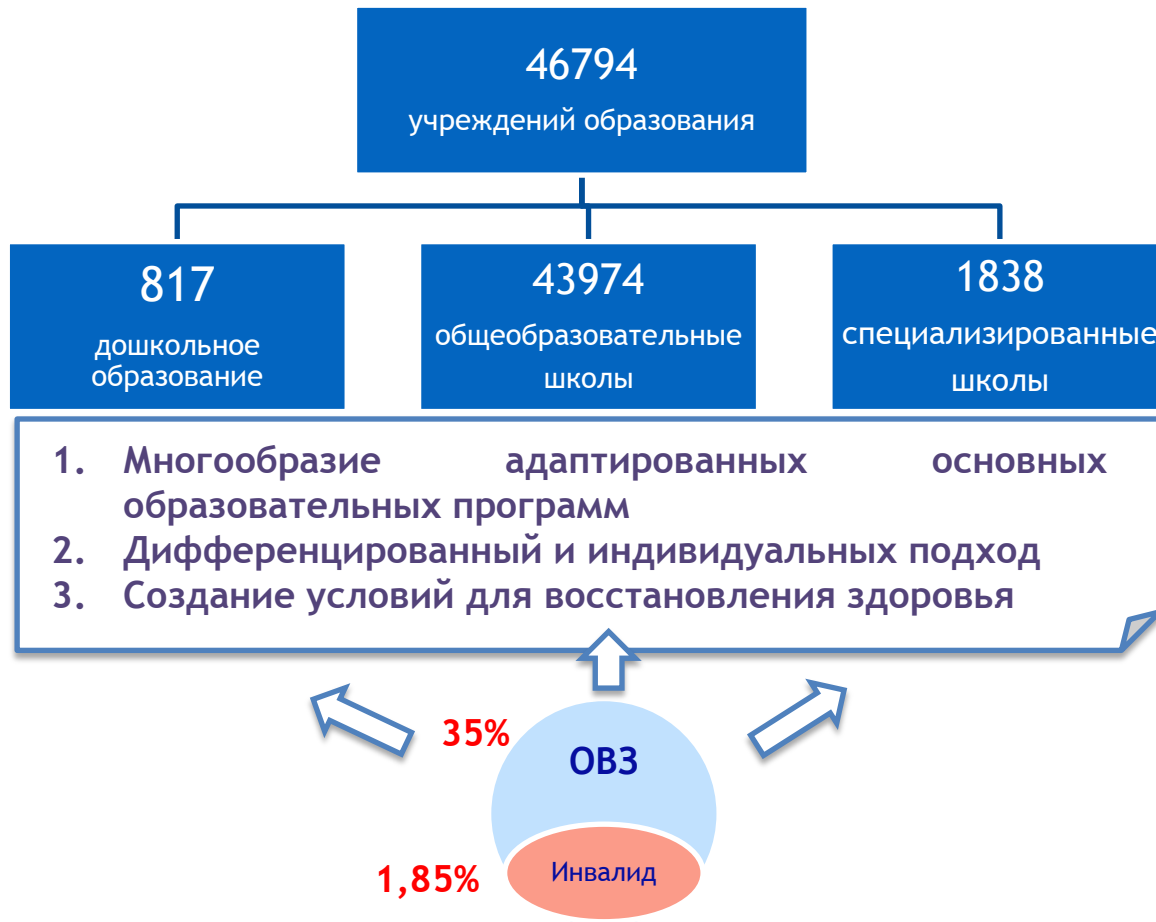 46794
учреждений образования
817
дошкольное
образование
43974
общеобразовательные
школы
1838
специализированные
школы
1. Многообразие адаптированных основных
образовательных программ
2. Дифференцированный и индивидуальных подход
3. Создание условий для восстановления здоровья
35%
ОВЗ
1,85%
Инвалид